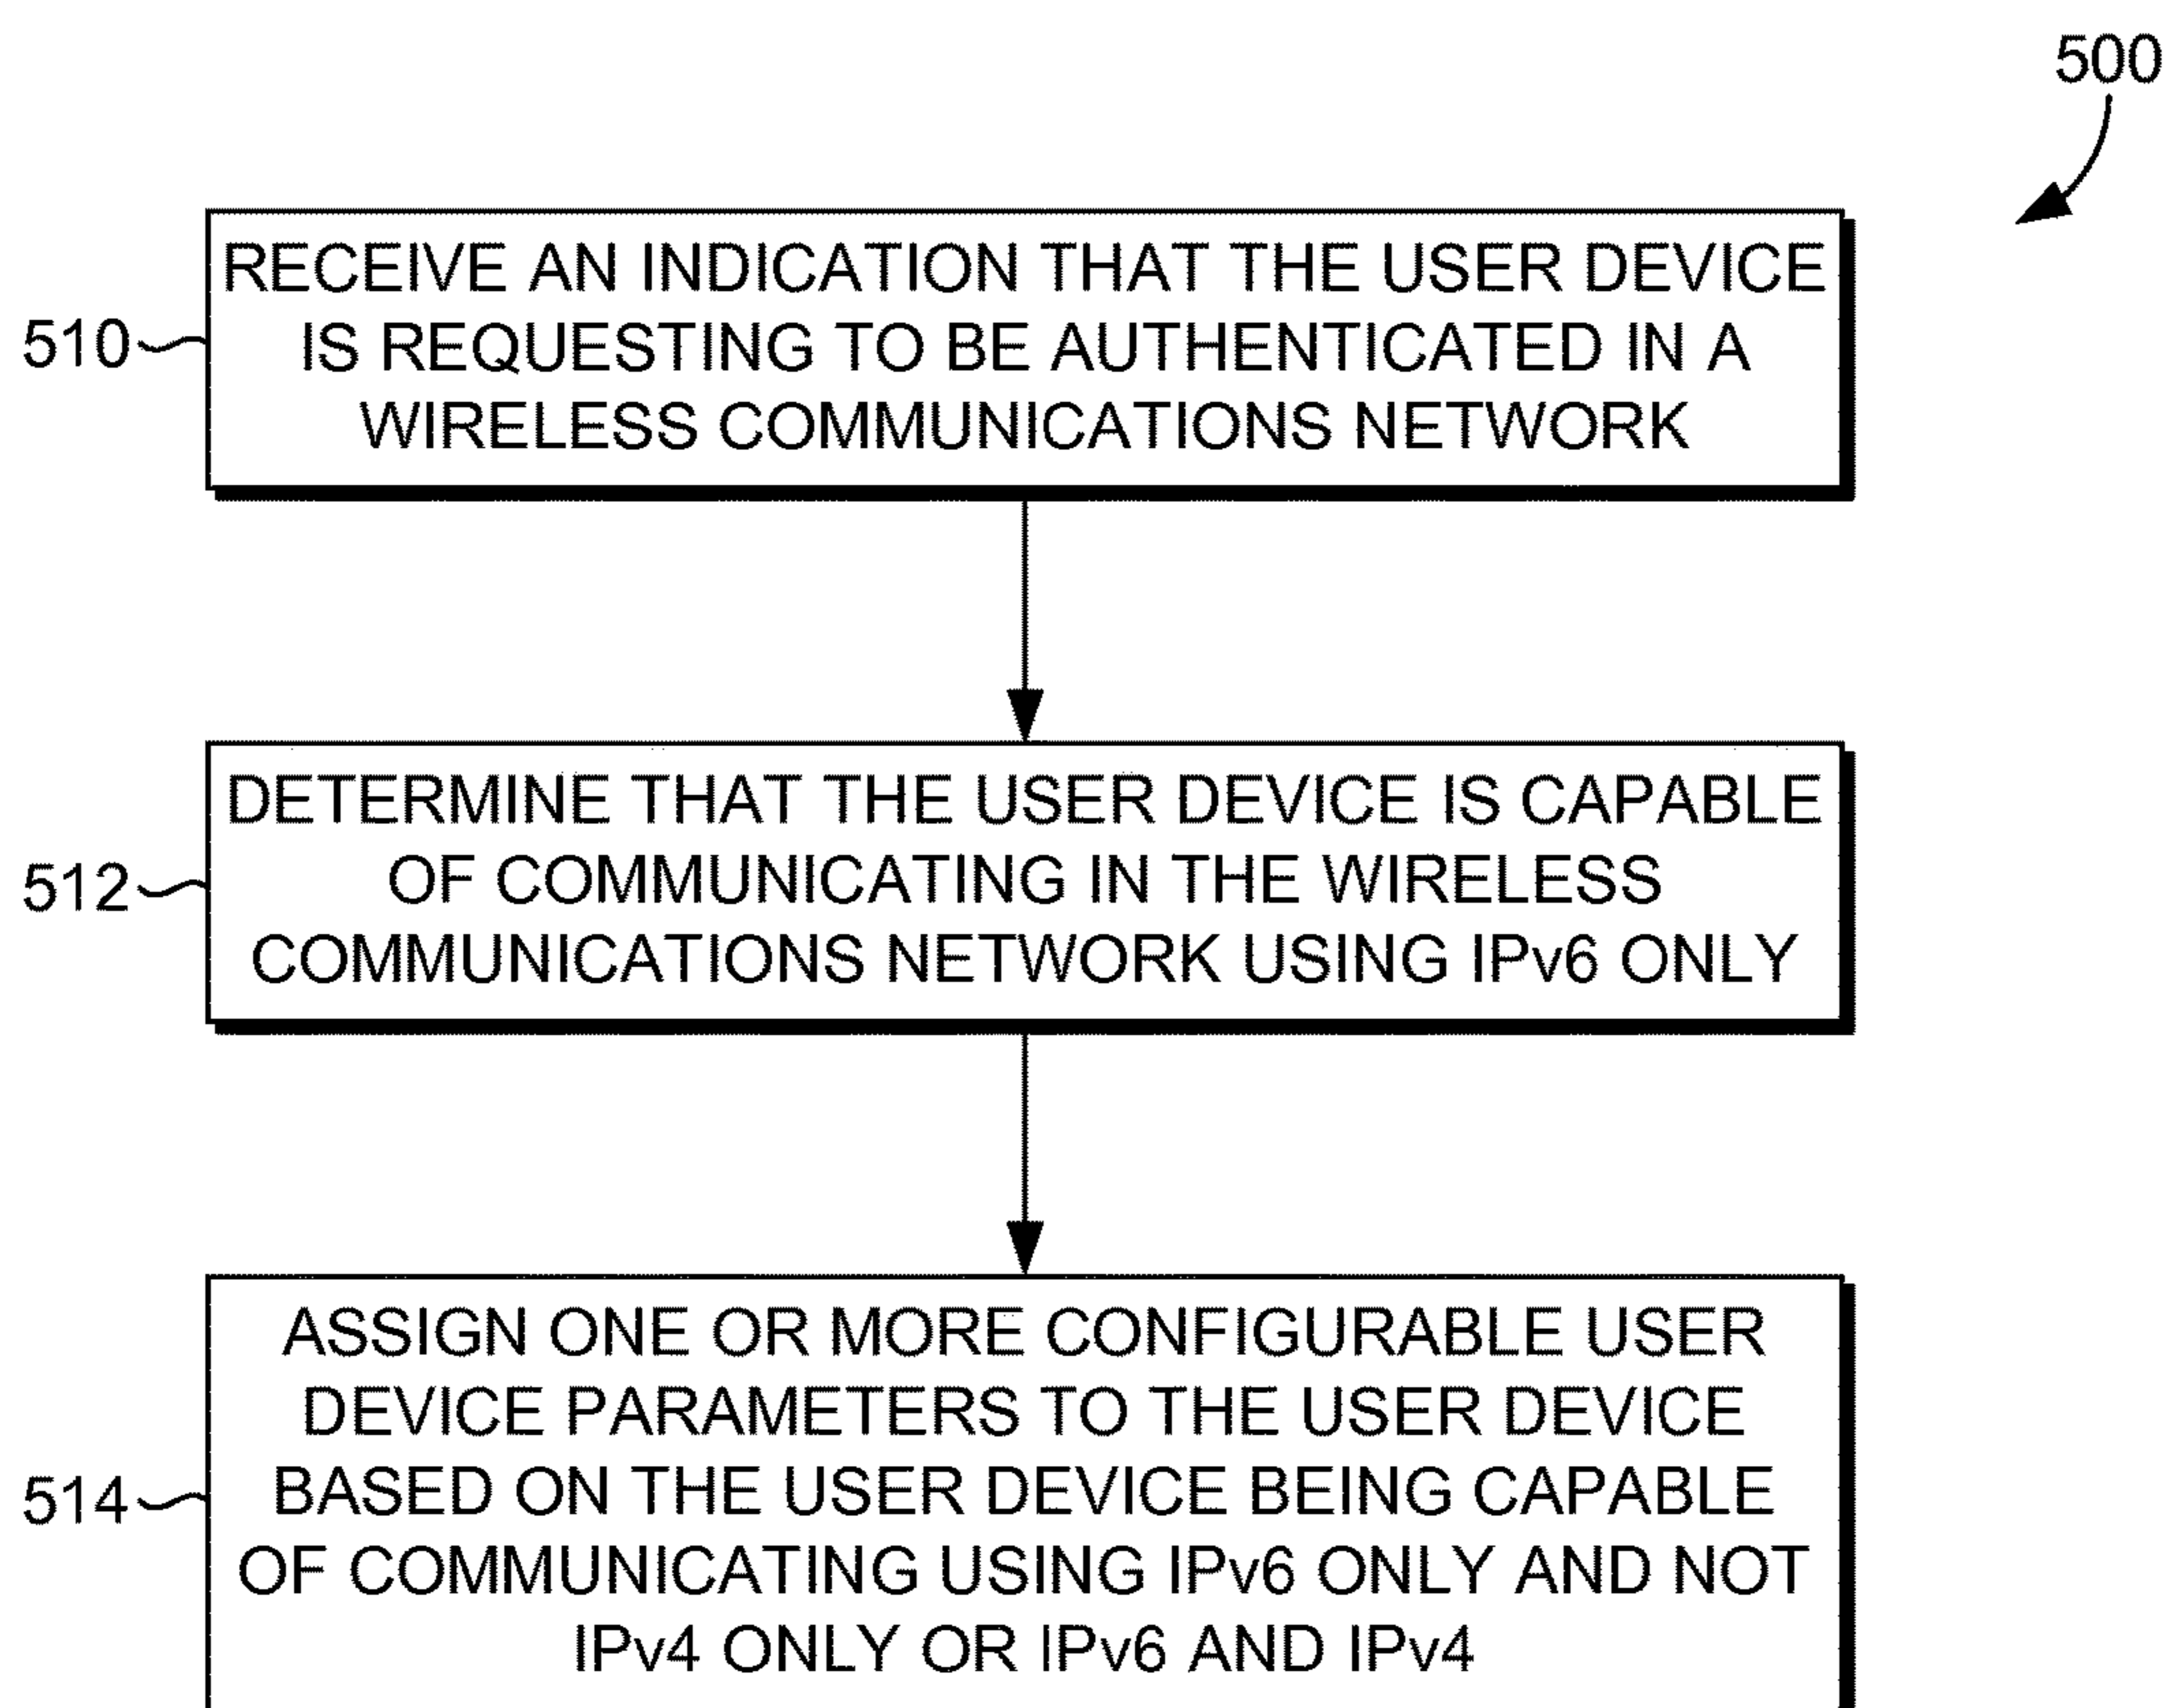 500
RECEIVE AN INDICATION THAT THE USER DEVICE
IS REQUESTING TO BE AUTHENTICATED IN A
WIRELESS COMMUNICATIONS NETWORK
510
DETERMINE THAT THE USER DEVICE IS CAPABLE
OF COMMUNICATING IN THE WIRELESS
COMMUNICATIONS NETWORK USING IPv6 ONLY
512
ASSIGN ONE OR MORE CONFIGURABLE USER
DEVICE PARAMETERS TO THE USER DEVICE
BASED ON THE USER DEVICE BEING CAPABLE
OF COMMUNICATING USING IPv6 ONLY AND NOT
IPv4 ONLY OR IPv6 AND IPv4
514